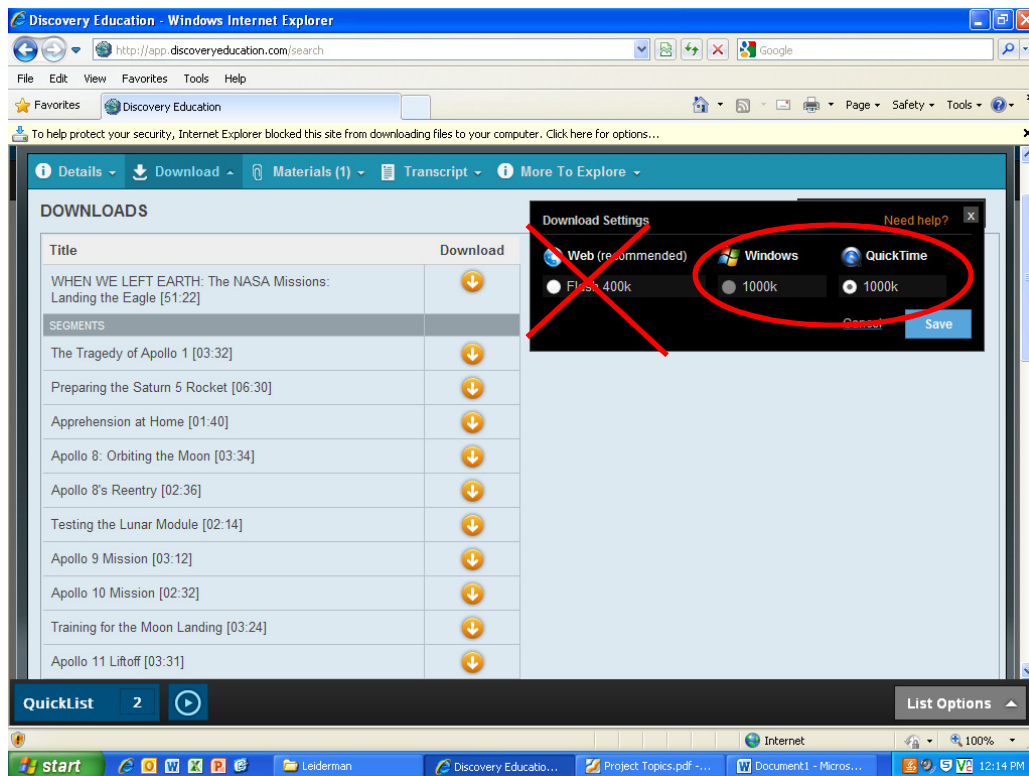 Discovery Education - Windows Internet Explorer
http://app.discoveryeducation.com/search
Google
File Edit View Favorites Tools Help
Favorites Discovery Education Page Safety Tools
To help protect your security, Internet Explorer blocked this site from downloading files to your computer. Click here for options...
Details Download Materials (1) Transcript More To Explore
DOWNLOADS
Title Download
WHEN WE LEFT EARTH: The NASA Missions:
Landing the Eagle [51:22]
SEGMENTS
The Tragedy of Apollo 1 [03:32]
Preparing the Saturn 5 Rocket [06:30]
Apprehension at Home [01:40]
Apollo 8: Orbiting the Moon [03:34]
Apollo 8's Reentry [02:36]
Testing the Lunar Module [02:14]
Apollo 9 Mission [03:12]
Apollo 10 Mission [02:32]
Training for the Moon Landing [03:24]
Apollo 11 Liftoff [03:31]
Download Settings Need help? X
Web (recommended) Windows QuickTime
Flash 400k 1000k 1000k
Cancel Save
QuickList 2 List Options
Internet 100%
start Leiderman Discovery Educatio... Project Topics.pdf -... Document1 - Micros... 12:14 PM